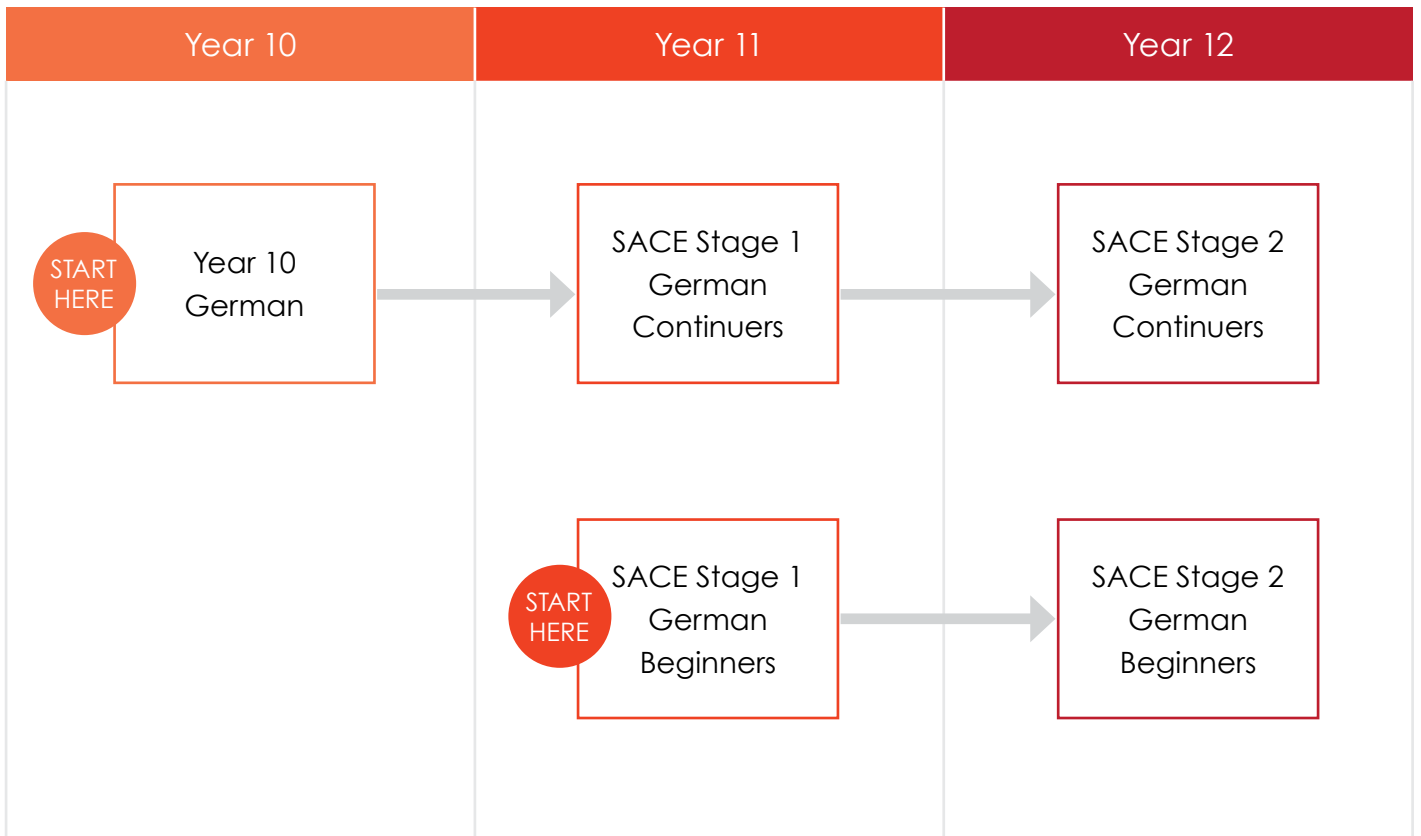 Year 10
Year 11
Year 12
START
HERE
Year 10
German
SACE Stage 1
German
Continuers
SACE Stage 2
German
Continuers
START
HERE
SACE Stage 1
German
Beginners
SACE Stage 2
German
Beginners